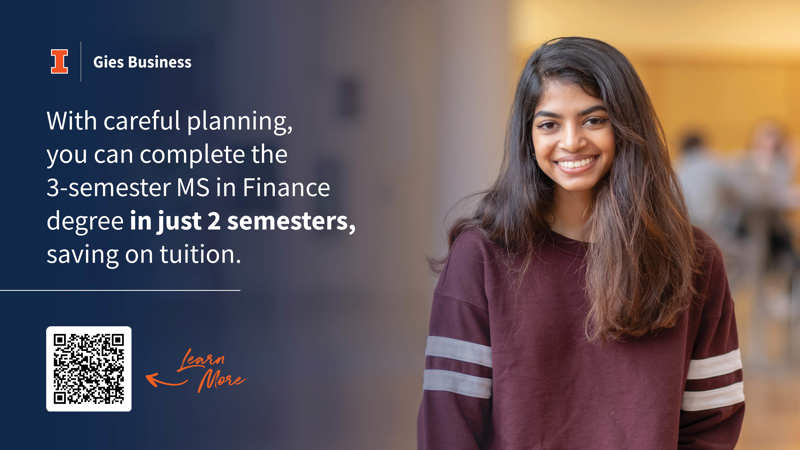 I
Gies Business
With careful planning,
you can complete the
3-semester MS in Finance
degree in just 2 semesters,
saving on tuition.
Learn
More